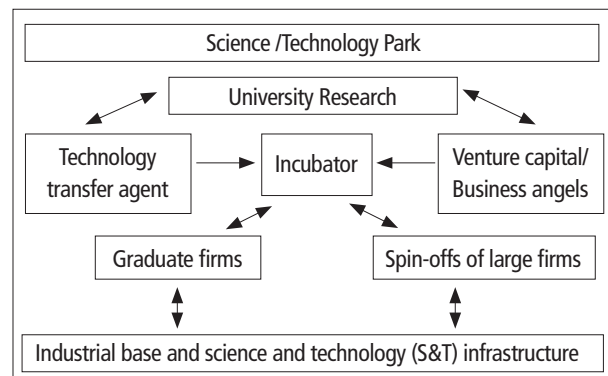 Science /Technology Park
University Research
Technology
transfer agent
Incubator
Venture capital/
Business angels
Graduate firms
Spin-offs of large firms
Industrial base and science and technology (S&T) infrastructure